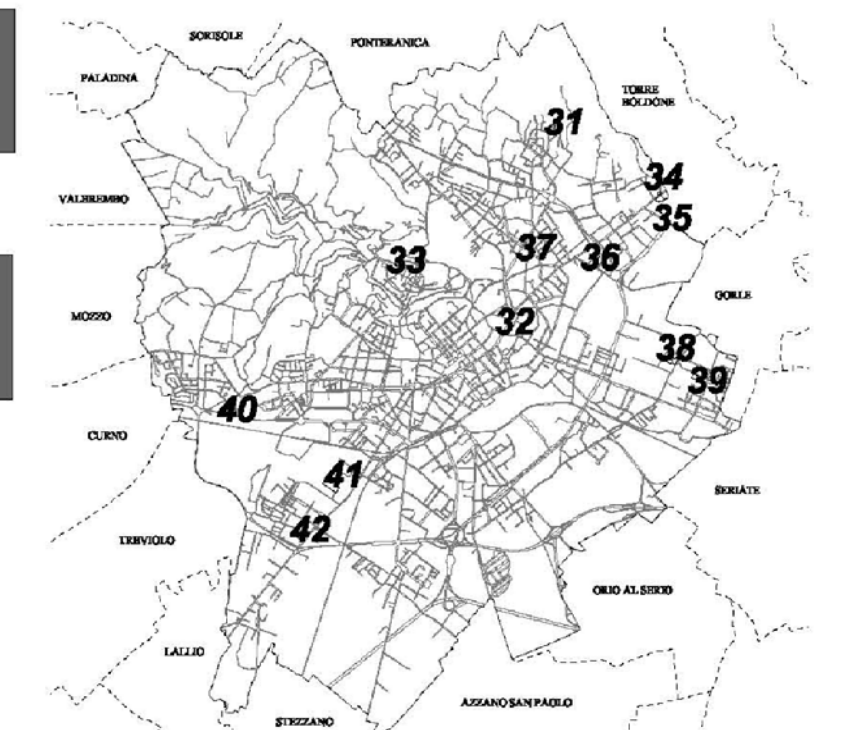 SORISOLE
PONTERANICA
PALADINA
TORRE
BOLDONE
31
34
VALBREMBO
35
37
36
33
GORLE
MOZZO
32
38
39
40
CURNO
41
SERIATE
42
TREVIOLO
ORIO AL SERIO
LALLIO
AZZANO SAN PAOLO
STEZZANO